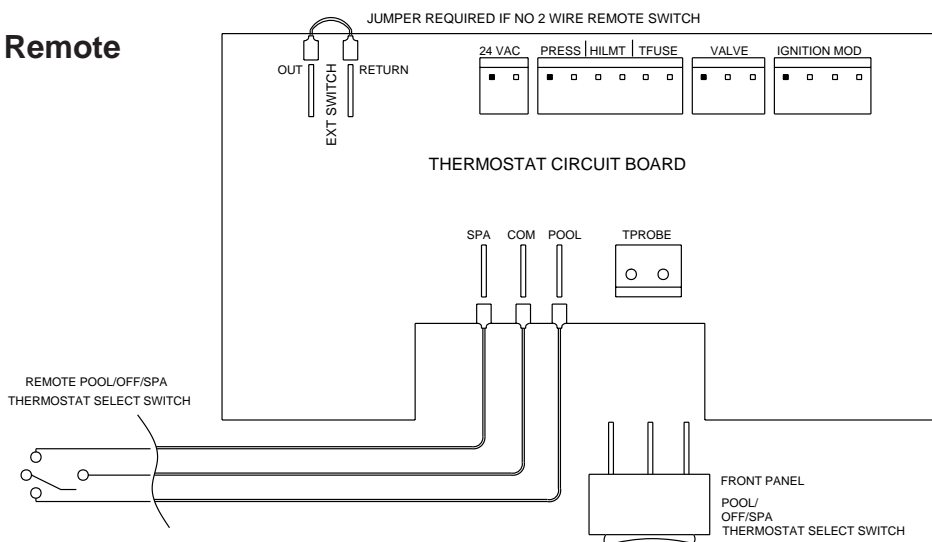 JUMPER REQUIRED IF NO 2 WIRE REMOTE SWITCH
Remote
OUT
EXT SWITCH
RETURN
24 VAC
PRESS HILMT TFUSE
VALVE
IGNITION MOD
THERMOSTAT CIRCUIT BOARD
SPA COM POOL
TPROBE
REMOTE POOL/OFF/SPA
THERMOSTAT SELECT SWITCH
FRONT PANEL
POOL/
OFF/SPA
THERMOSTAT SELECT SWITCH